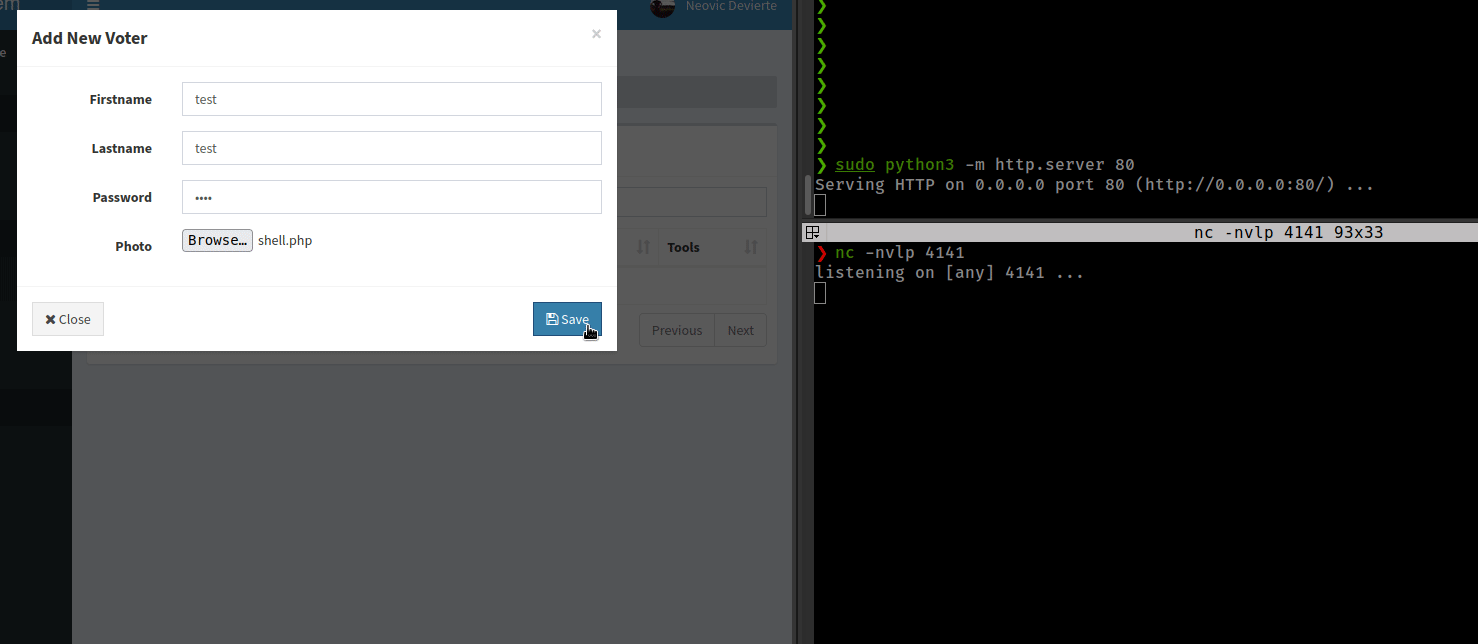 em
Neovic Devierte
e
Add New Voter
×
Firstname
test
Lastname
test
Password
••••
Photo
Browse…
shell.php
Close
Save
Tools
Previous
Next
❯
❯
❯
❯
❯
❯
❯
❯
❯ sudo python3 -m http.server 80
Serving HTTP on 0.0.0.0 port 80 (http://0.0.0.0:80/) ...
nc -nvlp 4141 93x33
❯ nc -nvlp 4141
listening on [any] 4141 ...